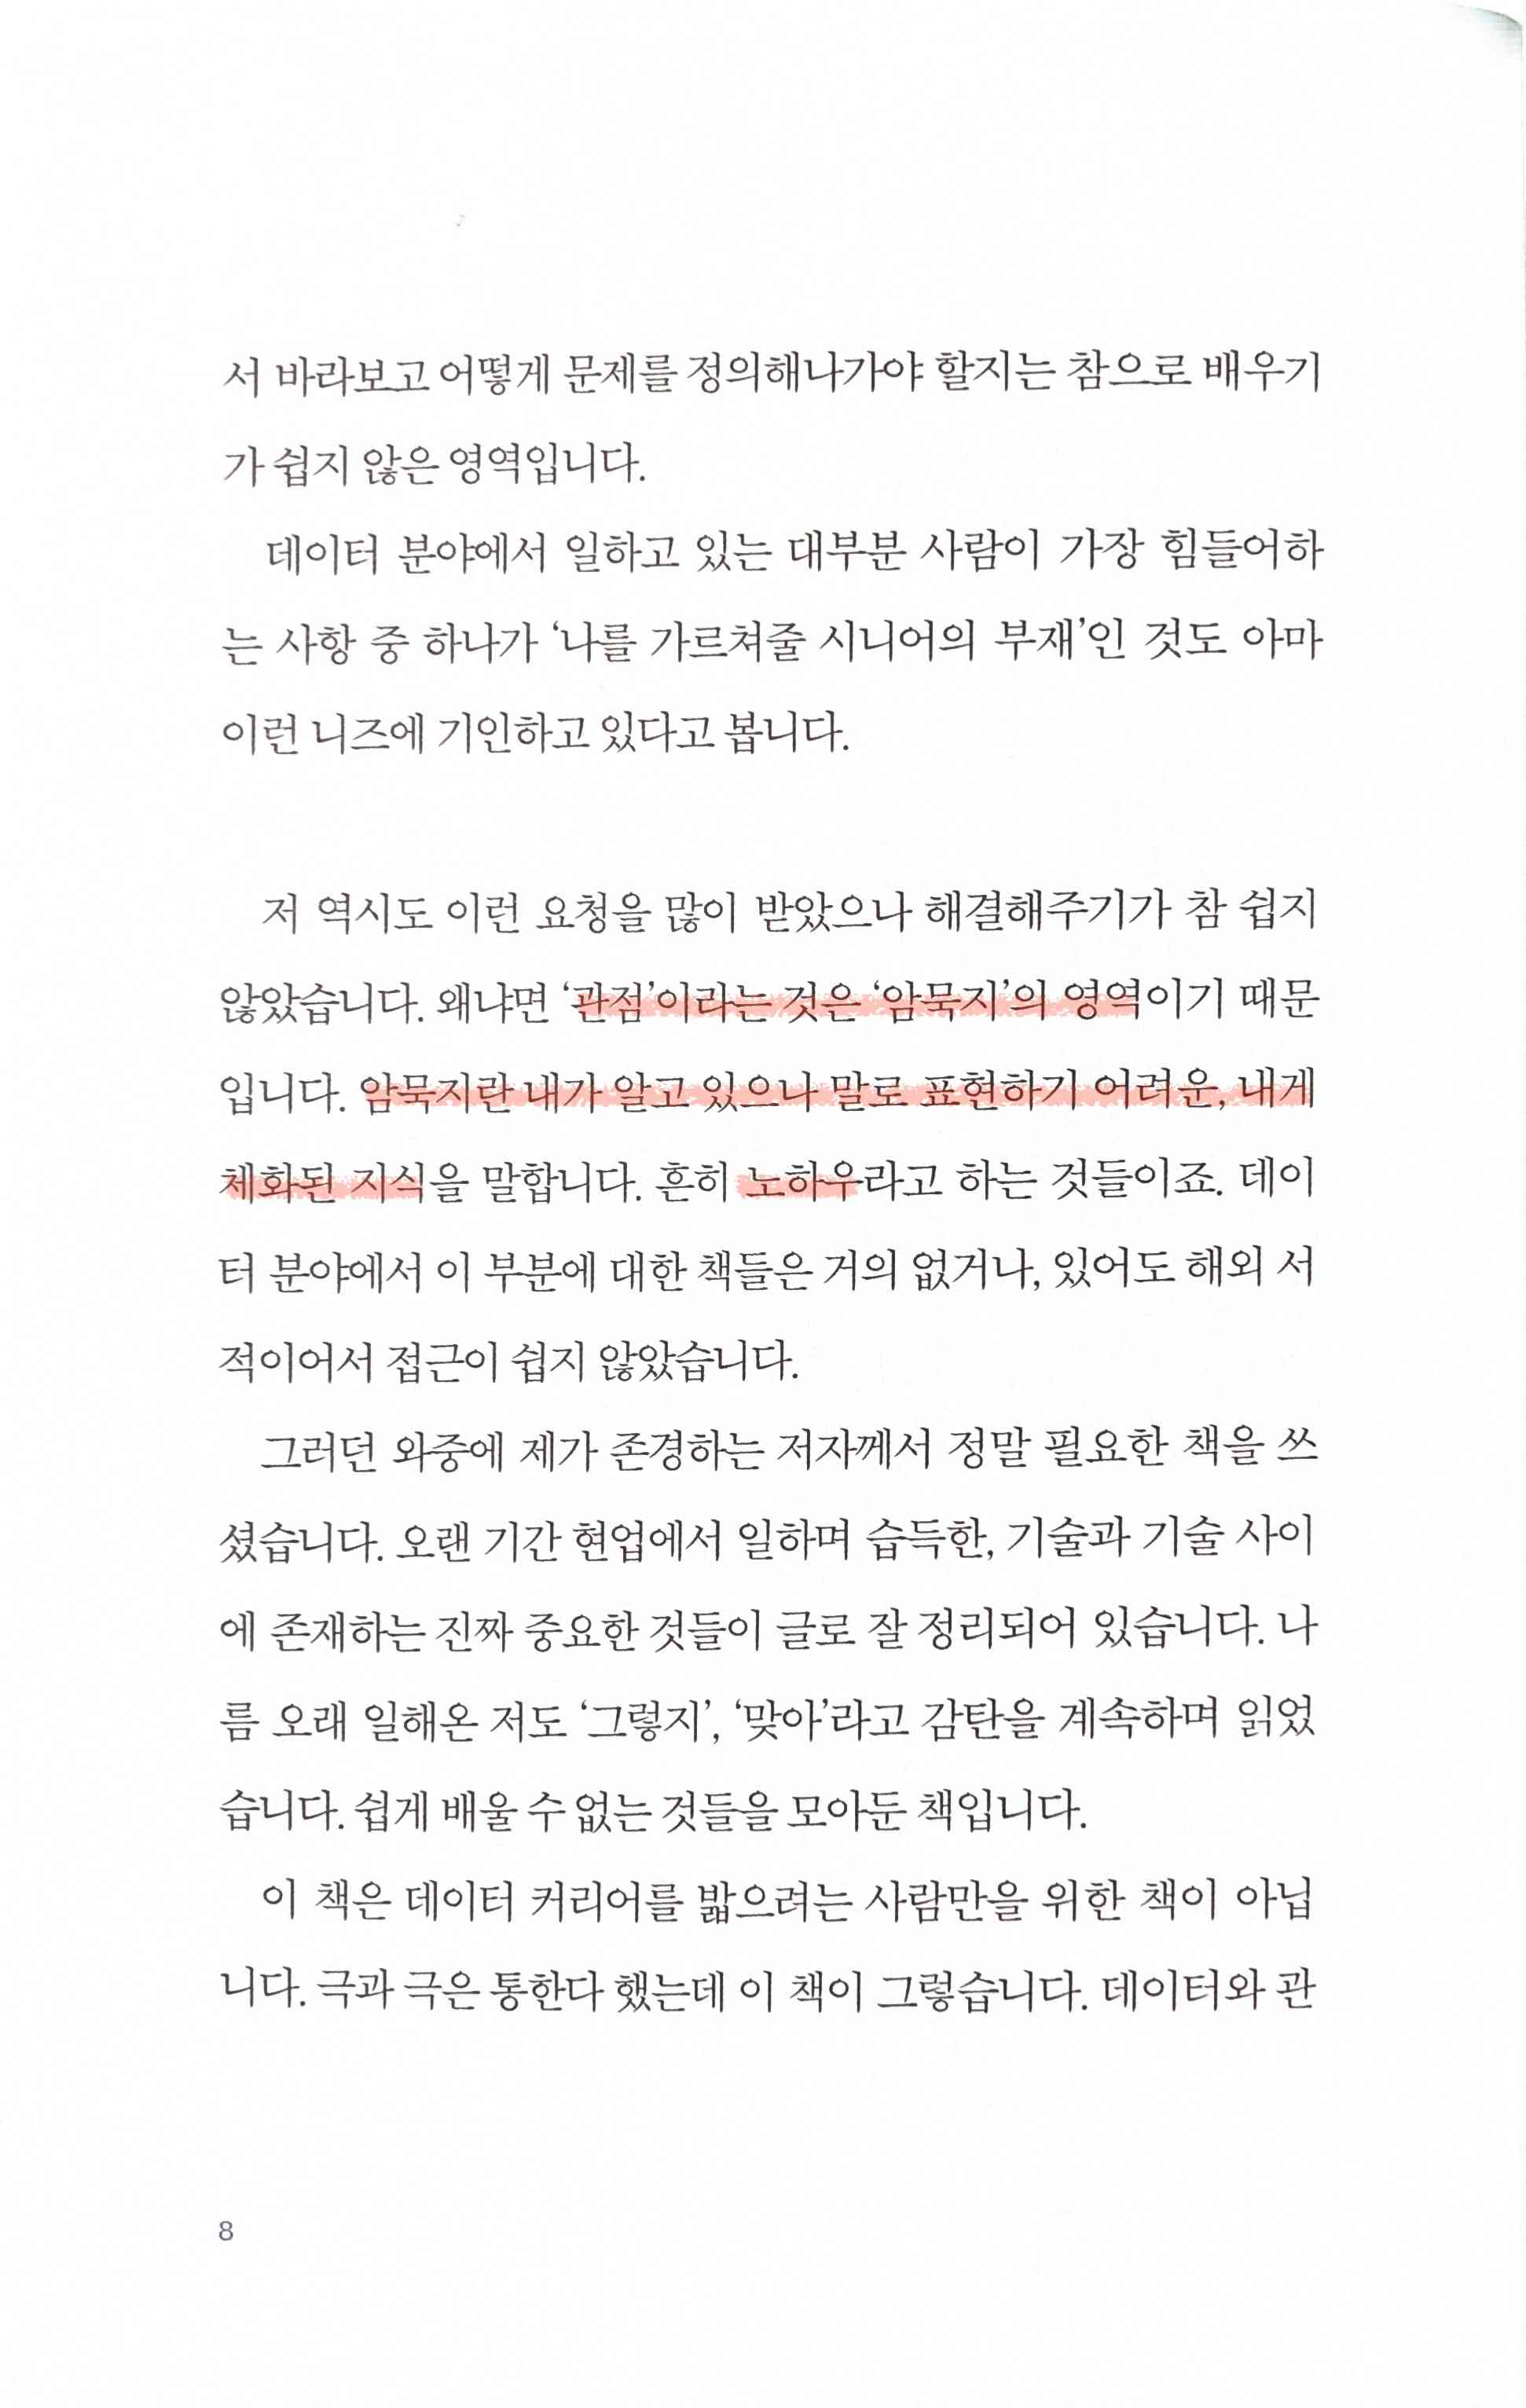 서 바라보고 어떻게 문제를 정의해나가야 할지는 참으로 배우기
가 쉽지 않은 영역입니다.
데이터 분야에서 일하고 있는 대부분 사람이 가장 힘들어하
는 사항 중 하나가 ‘나를 가르쳐줄 시니어의 부재’인 것도 아마
이런 니즈에 기인하고 있다고 봅니다.
저 역시도 이런 요청을 많이 받았으나 해결해주기가 참 쉽지
않았습니다. 왜냐면 ‘관점’이라는 것은 ‘암묵지’의 영역이기 때문
입니다. 암묵지란 내가 알고 있으나 말로 표현하기 어려운, 내게
체화된 지식을 말합니다. 흔히 노하우라고 하는 것들이죠. 데이
터 분야에서 이 부분에 대한 책들은 거의 없거나, 있어도 해외 서
적이어서 접근이 쉽지 않았습니다.
그러던 와중에 제가 존경하는 저자께서 정말 필요한 책을 쓰
셨습니다. 오랜 기간 현업에서 일하며 습득한, 기술과 기술 사이
에 존재하는 진짜 중요한 것들이 글로 잘 정리되어 있습니다. 나
름 오래 일해온 저도 ‘그렇지’, ‘맞아’라고 감탄을 계속하며 읽었
습니다. 쉽게 배울 수 없는 것들을 모아둔 책입니다.
이 책은 데이터 커리어를 밟으려는 사람만을 위한 책이 아닙
니다. 극과 극은 통한다 했는데 이 책이 그렇습니다. 데이터와 관
8